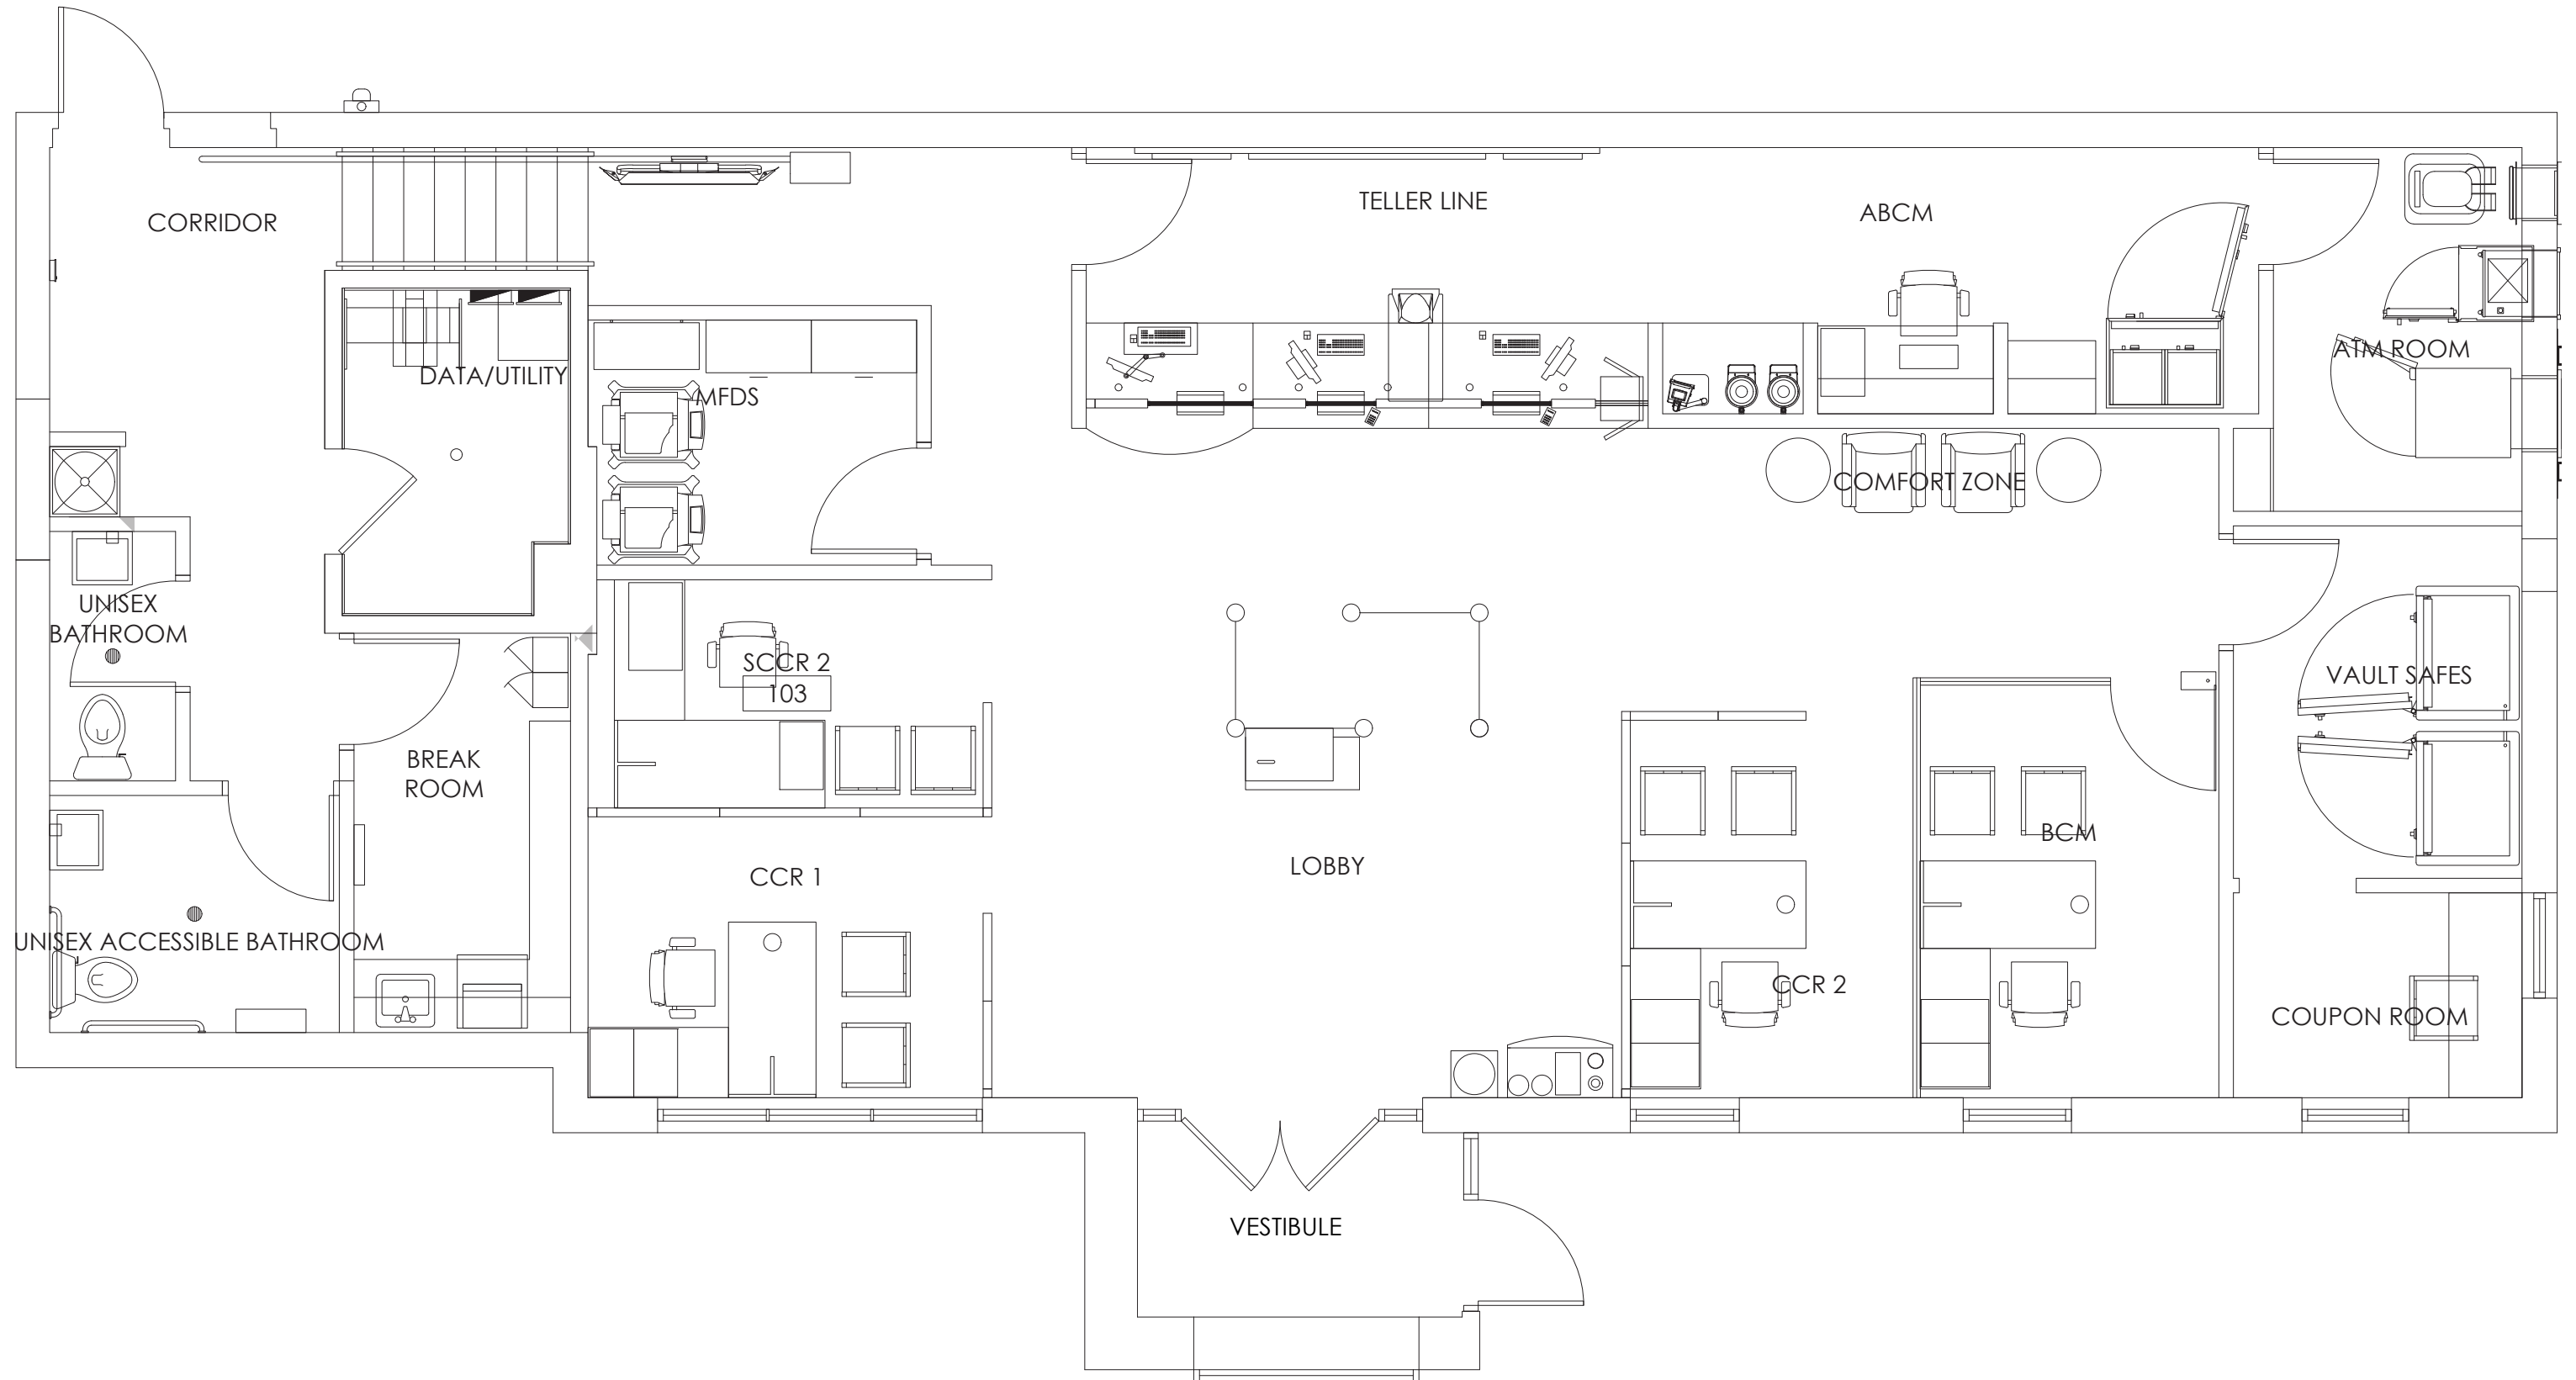 CORRIDOR
TELLER LINE
ABCM
ATM ROOM
DATA/UTILITY
MFDS
COMFORT ZONE
UNISEX
BATHROOM
SCCR 2
103
VAULT SAFES
BREAK
ROOM
BCM
LOBBY
CCR 1
UNISEX ACCESSIBLE BATHROOM
CCR 2
COUPON ROOM
VESTIBULE